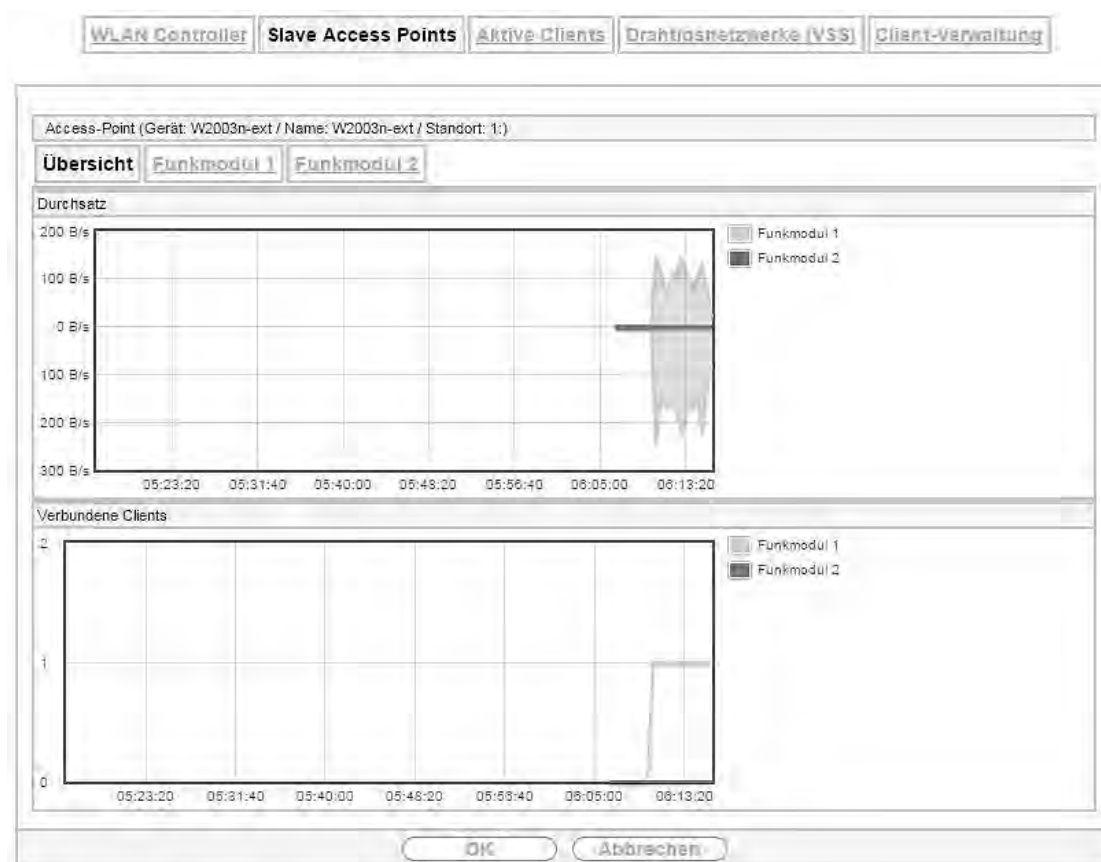 WLAN Controller Slave Access Points Aktive Clients Drahtlosnetzwerke (VSS) Client-Verwaltung
Access-Point (Gerät: W2003n-ext / Name: W2003n-ext / Standort: 1:)
Übersicht Funkmodul 1 Funkmodul 2
Durchsatz
200 B/s
Funkmodul 1
Funkmodul 2
100 B/s
0 B/s
100 B/s
200 B/s
300 B/s
05:23:20 05:31:40 05:40:00 05:48:20 05:56:40 06:05:00 06:13:20
Verbundene Clients
2
Funkmodul 1
Funkmodul 2
1
0
05:23:20 05:31:40 05:40:00 05:48:20 05:56:40 06:05:00 06:13:20
OK Abbrechen